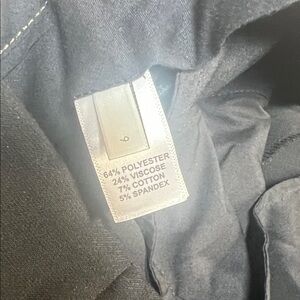 64% POLYESTER
24% VISCOSE
7% COTTON
5% SPANDEX